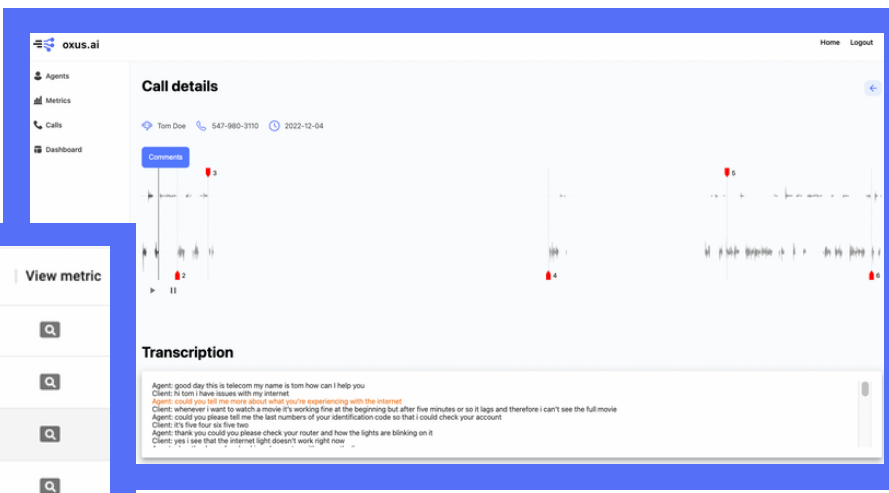 oxus.ai
Home Logout
Agents
Metrics
Calls
Dashboard
Call details
Tom Doe 547-980-3110 2022-12-04
Comments
3
5
2
4
6
View metric
Transcription
Agent: good day this is telecom my name is tom how can I help you
Client: hi tom i have issues with my internet
Agent: could you tell me more about what you're experiencing with the internet
Client: whenever i want to watch a movie it's working fine at the beginning but after five minutes or so it lags and therefore i can't see the full movie
Agent: could you please tell me the last numbers of your identification code so that i could check your account
Client: it's five four six five two
Agent: thank you could you please check your router and how the lights are blinking on it
Client: yes i see that the internet light doesn't work right now